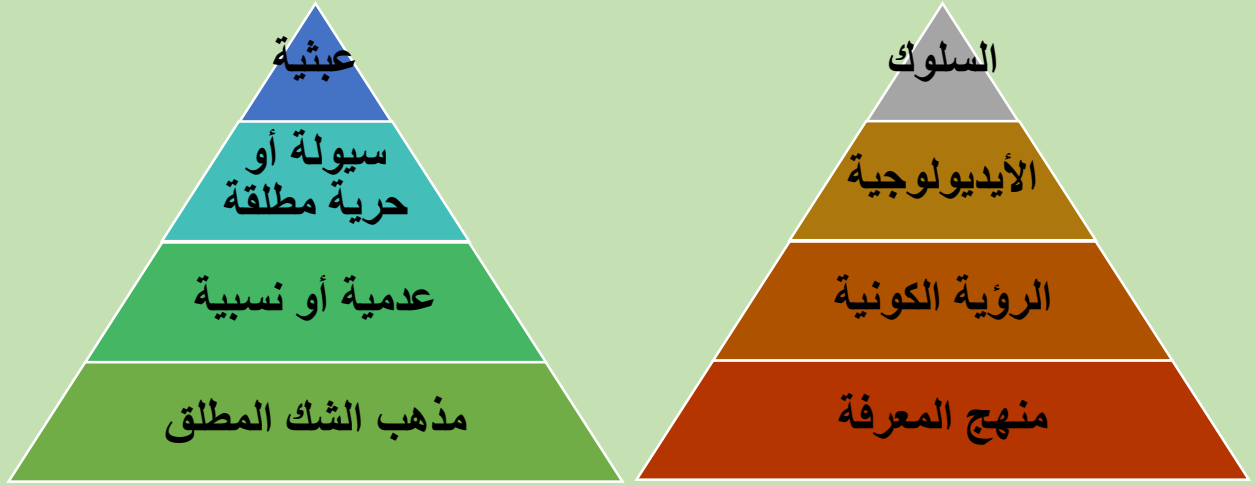 السلوك
الأيديولوجية
الرؤية الكونية
منهج المعرفة
عبثية
سيولة أو
حرية مطلقة
عدمية أو نسبية
مذهب الشك المطلق